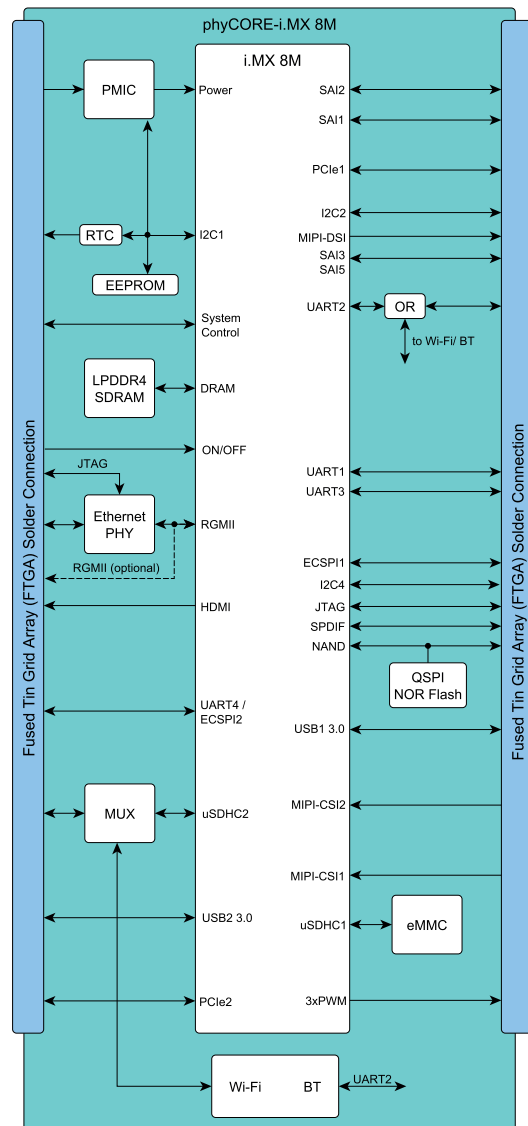 phyCORE-i.MX 8M
i.MX 8M
PMIC
Power
SAI2
SAI1
PCIe1
RTC
I2C1
I2C2
MIPI-DSI
SAI3
SAI5
EEPROM
UART2
OR
to Wi-Fi/ BT
System
Control
LPDDR4
SDRAM
DRAM
ON/OFF
JTAG
UART1
UART3
Ethernet
PHY
RGMII
RGMII (optional)
ECSPI1
I2C4
HDMI
JTAG
SPDIF
NAND
QSPI
NOR Flash
UART4 /
ECSPI2
USB1 3.0
MUX
uSDHC2
MIPI-CSI2
MIPI-CSI1
USB2 3.0
uSDHC1
eMMC
PCIe2
3xPWM
Wi-Fi
BT
UART2
Fused Tin Grid Array (FTGA) Solder Connection
Fused Tin Grid Array (FTGA) Solder Connection